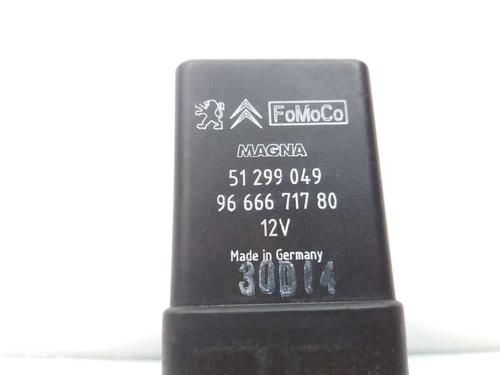 FoMoCo
MAGNA
51 299 049
96 666 717 80
12V
Made in Germany
30D14